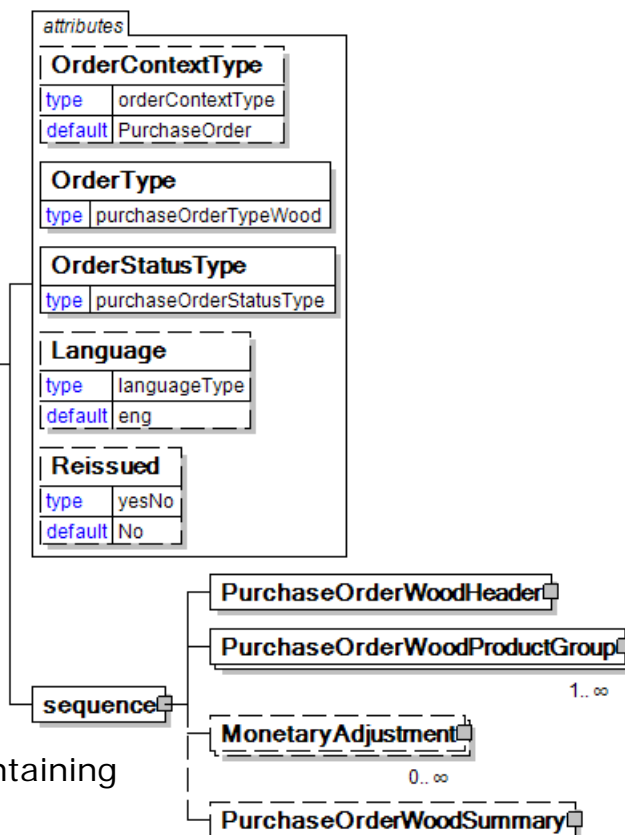 attributes
OrderContextType
type orderContextType
default PurchaseOrder
OrderType
type purchaseOrderTypeWood
OrderStatusType
type purchaseOrderStatusType
Language
type languageType
default eng
Reissued
type yesNo
default No
PurchaseOrderWoodHeader
PurchaseOrderWoodProductGroup
1.. ∞
sequence
MonetaryAdjustment
0.. ∞
ntaining
PurchaseOrderWoodSummary